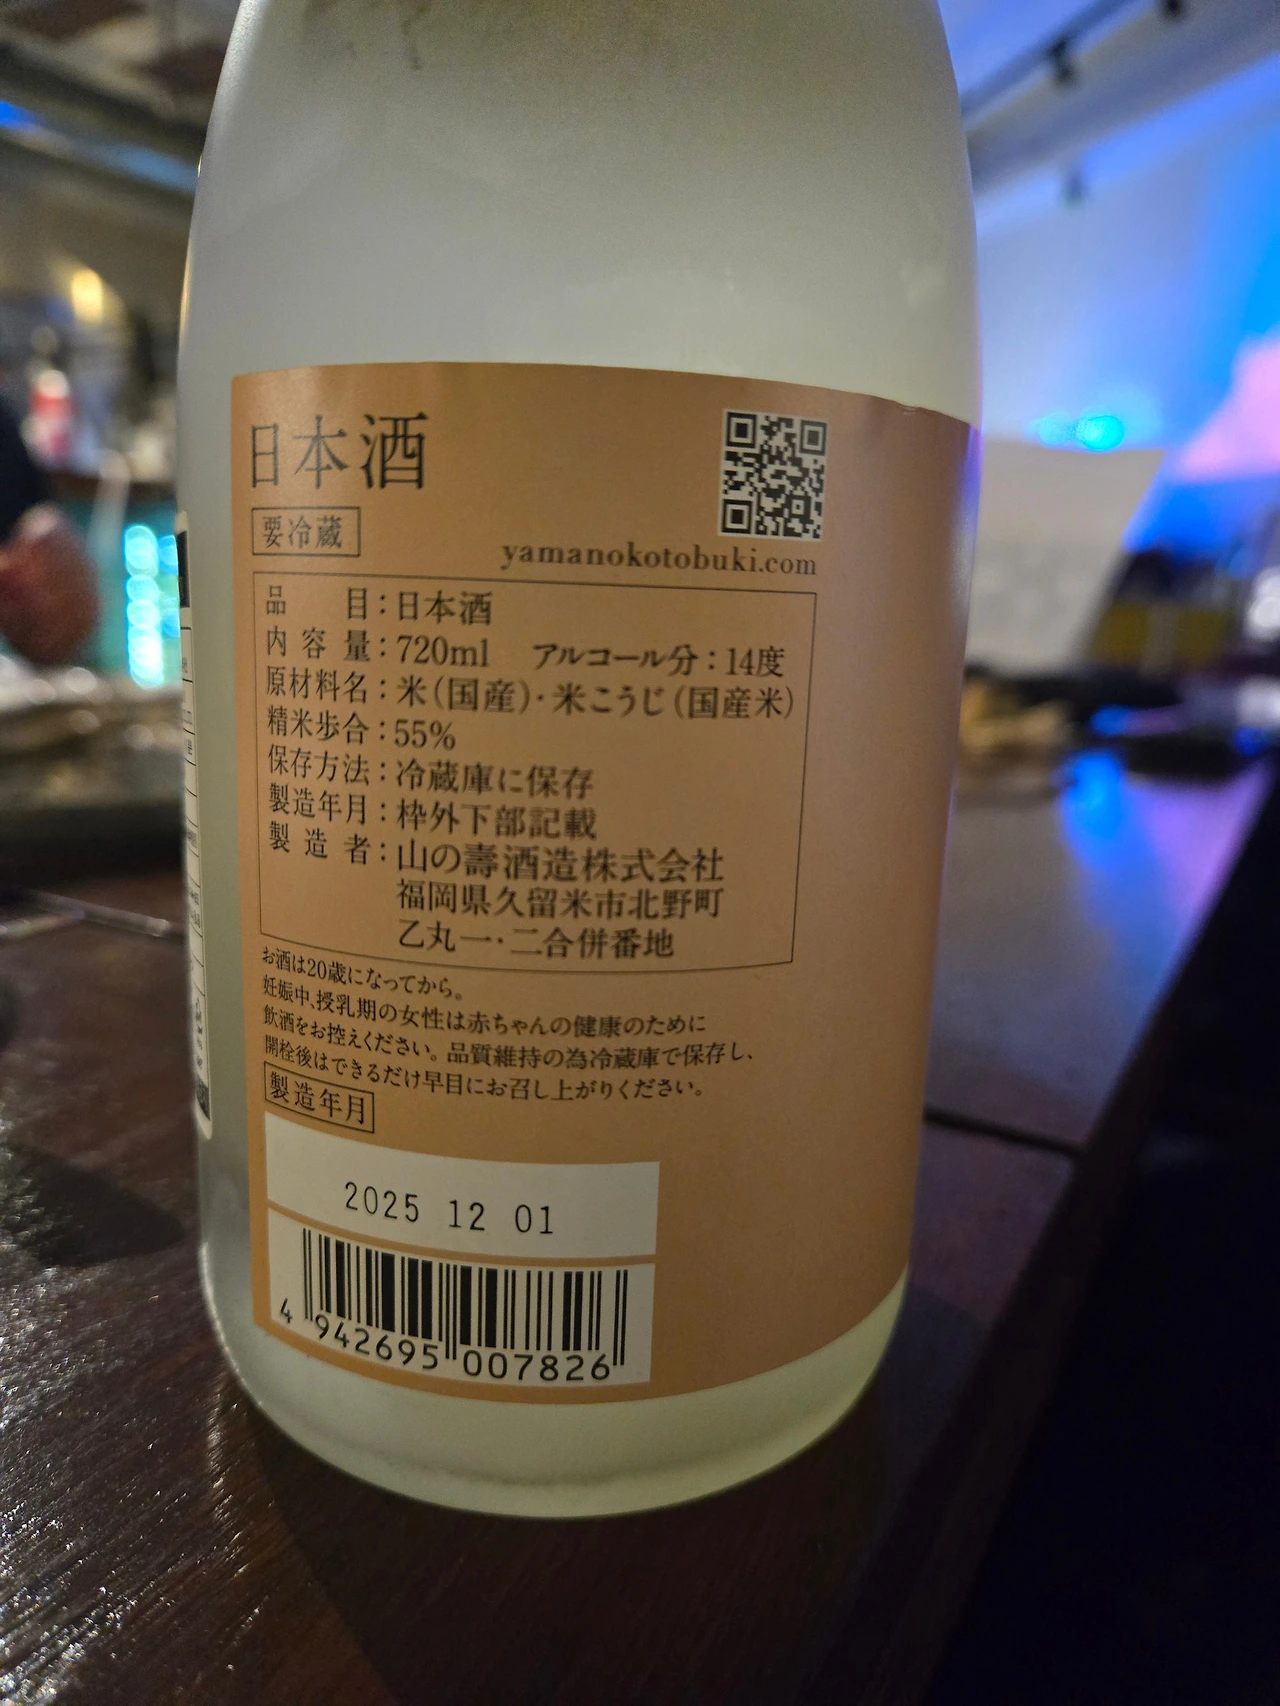 日本酒
要冷蔵
yamanokotobuki.com
品 目：日本酒
内容量：720ml アルコール分：14度
原材料名：米（国産）・米こうじ（国産米）
精米歩合：55%
保存方法：冷蔵庫に保存
製造年月：枠外下部記載
製造者：山の壽酒造株式会社
福岡県久留米市北野町
乙丸一・二合併番地
お酒は20歳になってから。
妊娠中、授乳期の女性は赤ちゃんの健康のために
飲酒をお控えください。品質維持の為冷蔵庫で保存し、
開栓後はできるだけ早目にお召し上がりください。
製造年月
2025 12 01
4 942695 007826